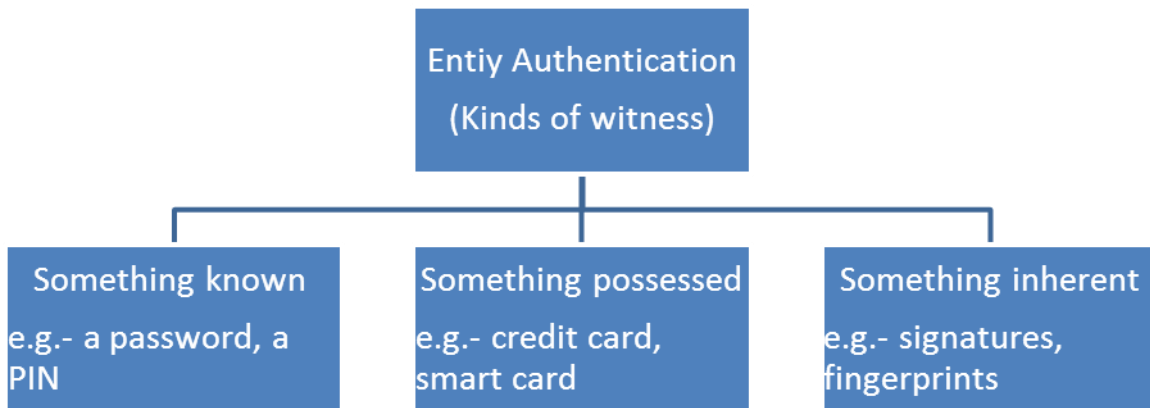 Entiy Authentication
(Kinds of witness)
Something known
e.g.- a password, a
PIN
Something possessed
e.g.- credit card,
smart card
Something inherent
e.g.- signatures,
fingerprints